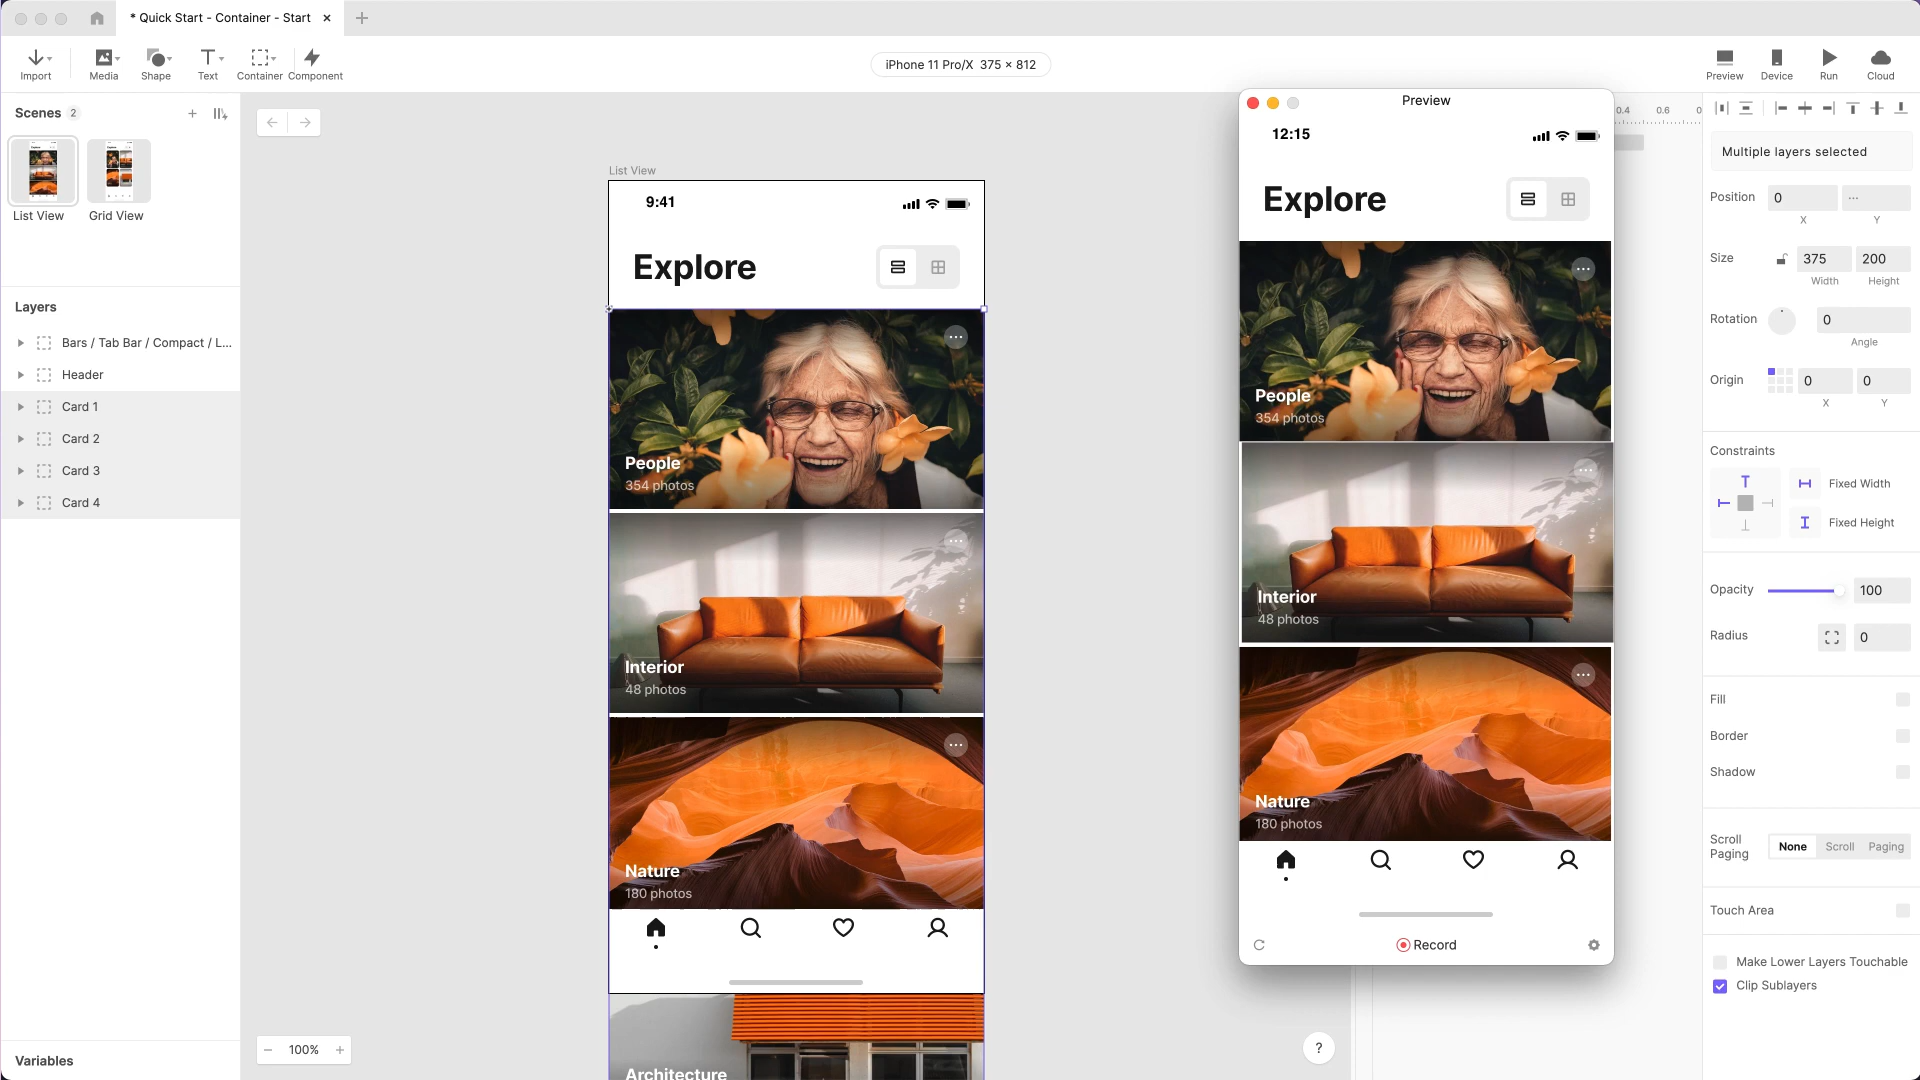 * Quick Start - Container - Start
Import
Media
Shape
Text
Container
Component
iPhone 11 Pro/X 375 × 812
Preview
Device
Run
Cloud
Scenes 2
List View
Grid View
Layers
Bars / Tab Bar / Compact / L...
Header
Card 1
Card 2
Card 3
Card 4
Variables
100%
List View
9:41
Explore
People
354 photos
Interior
48 photos
Nature
180 photos
Architecture
Preview
12:15
Explore
People
354 photos
Interior
48 photos
Nature
180 photos
Record
?
0.4 0.6 0
Multiple layers selected
Position 0 ...
X Y
Size 375 200
Width Height
Rotation 0
Angle
Origin 0 0
X Y
Constraints
Fixed Width
Fixed Height
Opacity 100
Radius 0
Fill
Border
Shadow
Scroll
Paging
None Scroll Paging
Touch Area
Make Lower Layers Touchable
Clip Sublayers